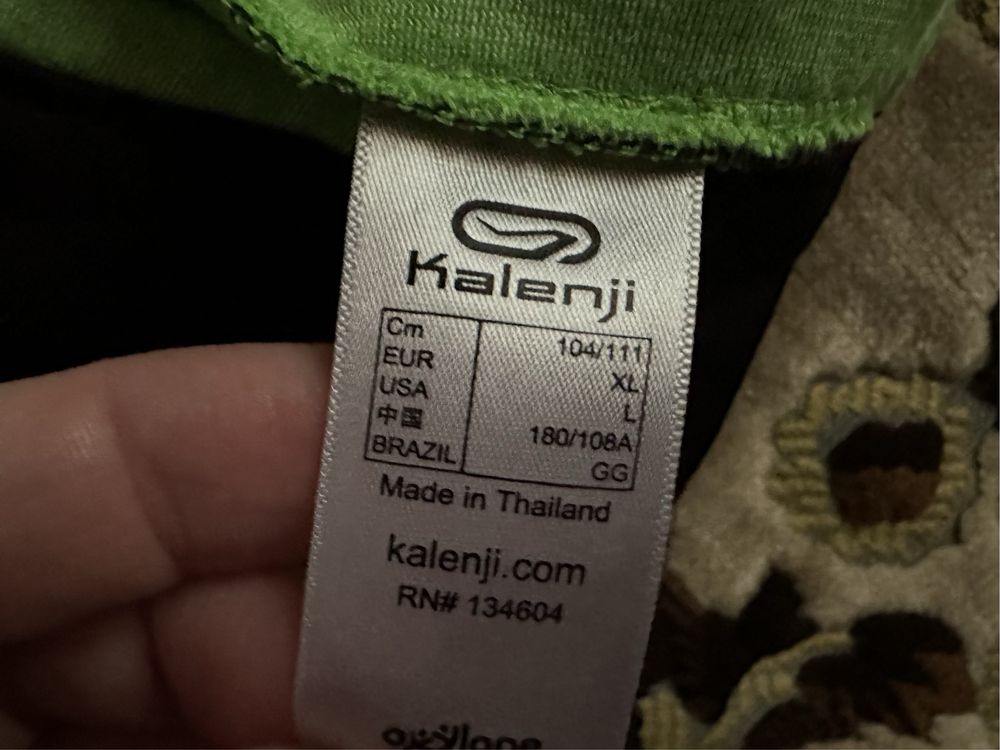 Kalenji
Cm 104/111
EUR XL
USA L
中国 180/108A
BRAZIL GG
Made in Thailand
kalenji.com
RN# 134604